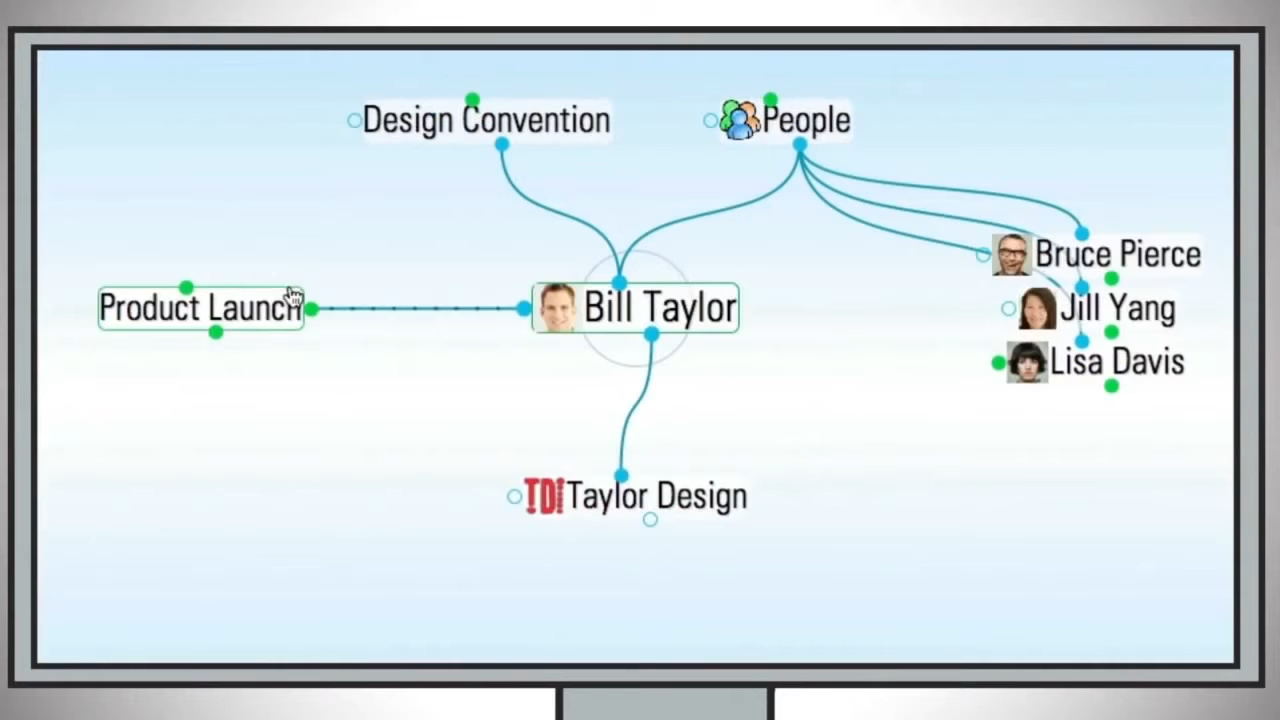 Design Convention
People
Bruce Pierce
Product Launch
Bill Taylor
Jill Yang
Lisa Davis
TD Taylor Design